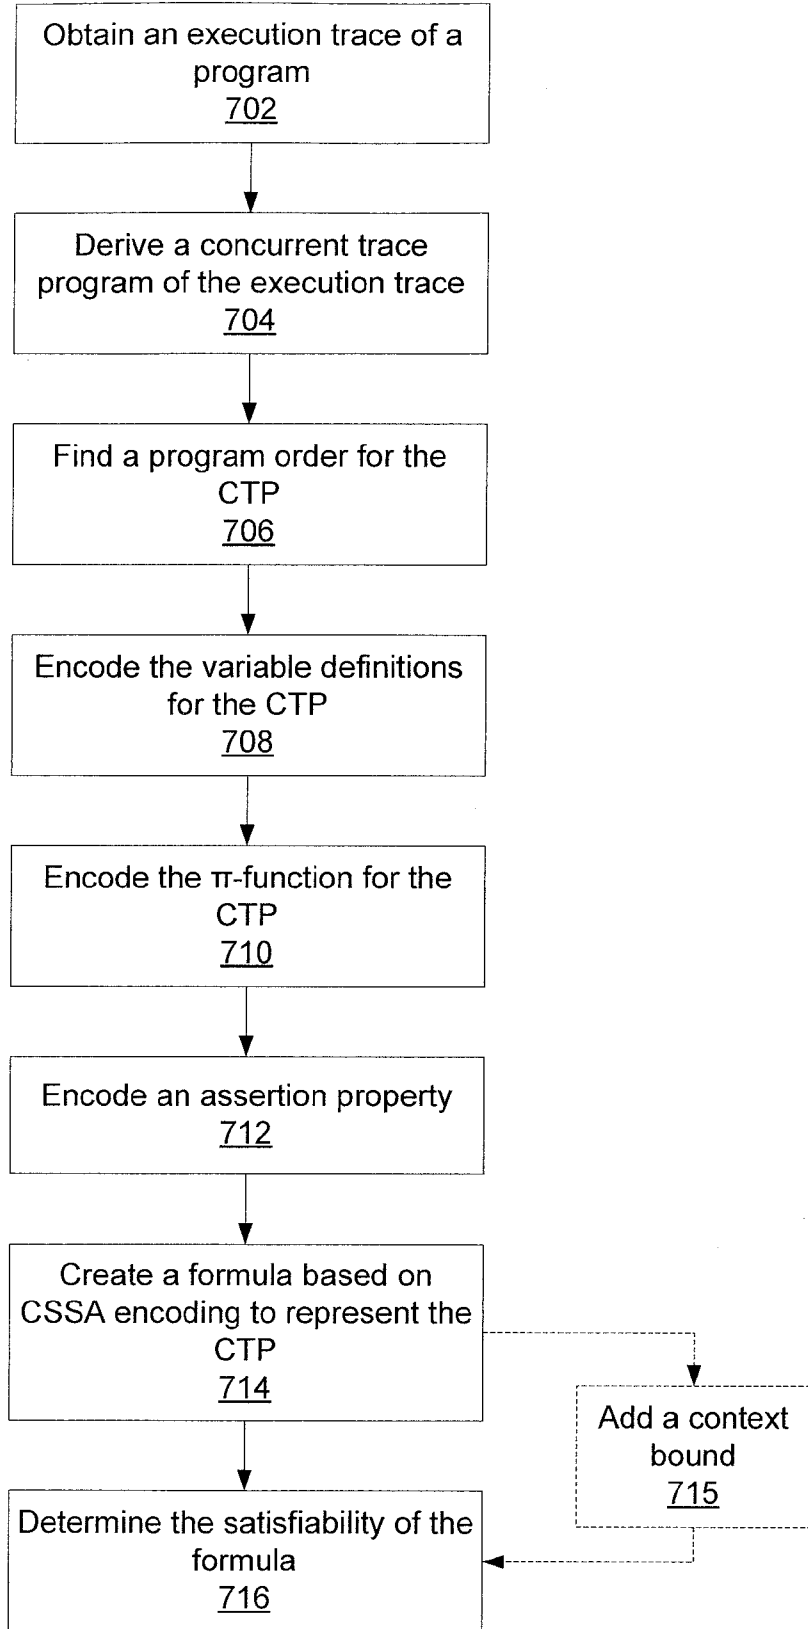 Obtain an execution trace of a
program
702
Derive a concurrent trace
program of the execution trace
704
Find a program order for the
CTP
706
Encode the variable definitions
for the CTP
708
Encode the π-function for the
CTP
710
Encode an assertion property
712
Create a formula based on
CSSA encoding to represent the
CTP
714
Add a context
bound
715
Determine the satisfiability of the
formula
716